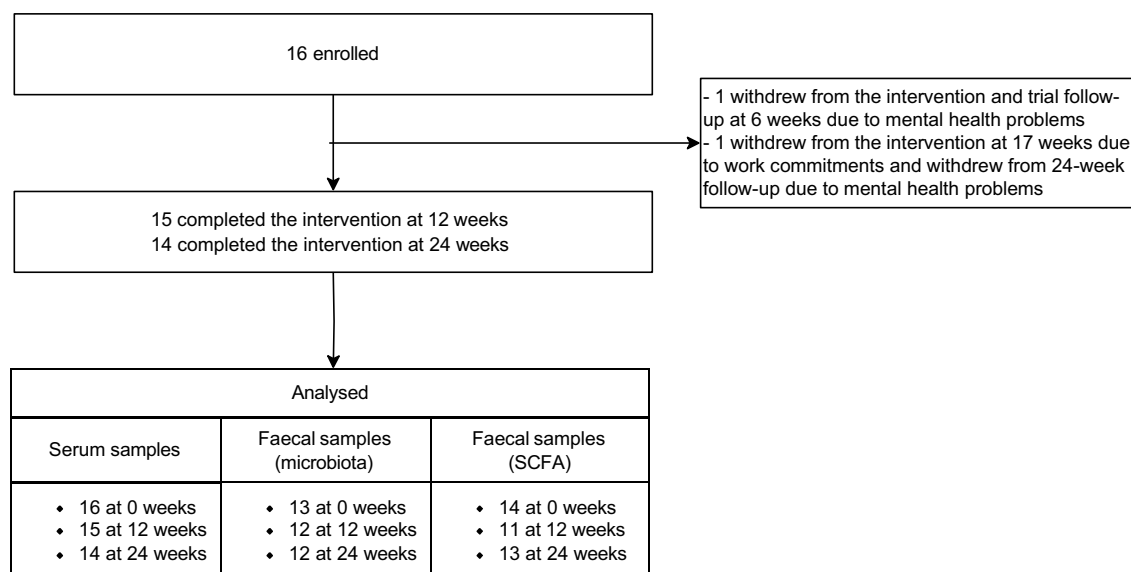 16 enrolled
- 1 withdrew from the intervention and trial follow-
up at 6 weeks due to mental health problems
- 1 withdrew from the intervention at 17 weeks due
to work commitments and withdrew from 24-week
follow-up due to mental health problems
15 completed the intervention at 12 weeks
14 completed the intervention at 24 weeks
Analysed
Serum samples
Faecal samples
(microbiota)
Faecal samples
(SCFA)
• 16 at 0 weeks
• 15 at 12 weeks
• 14 at 24 weeks
• 13 at 0 weeks
• 12 at 12 weeks
• 12 at 24 weeks
• 14 at 0 weeks
• 11 at 12 weeks
• 13 at 24 weeks